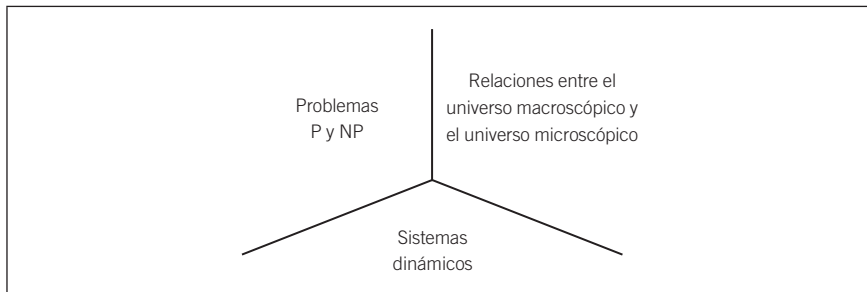 Problemas
P y NP
Relaciones entre el
universo macroscópico y
el universo microscópico
Sistemas
dinámicos